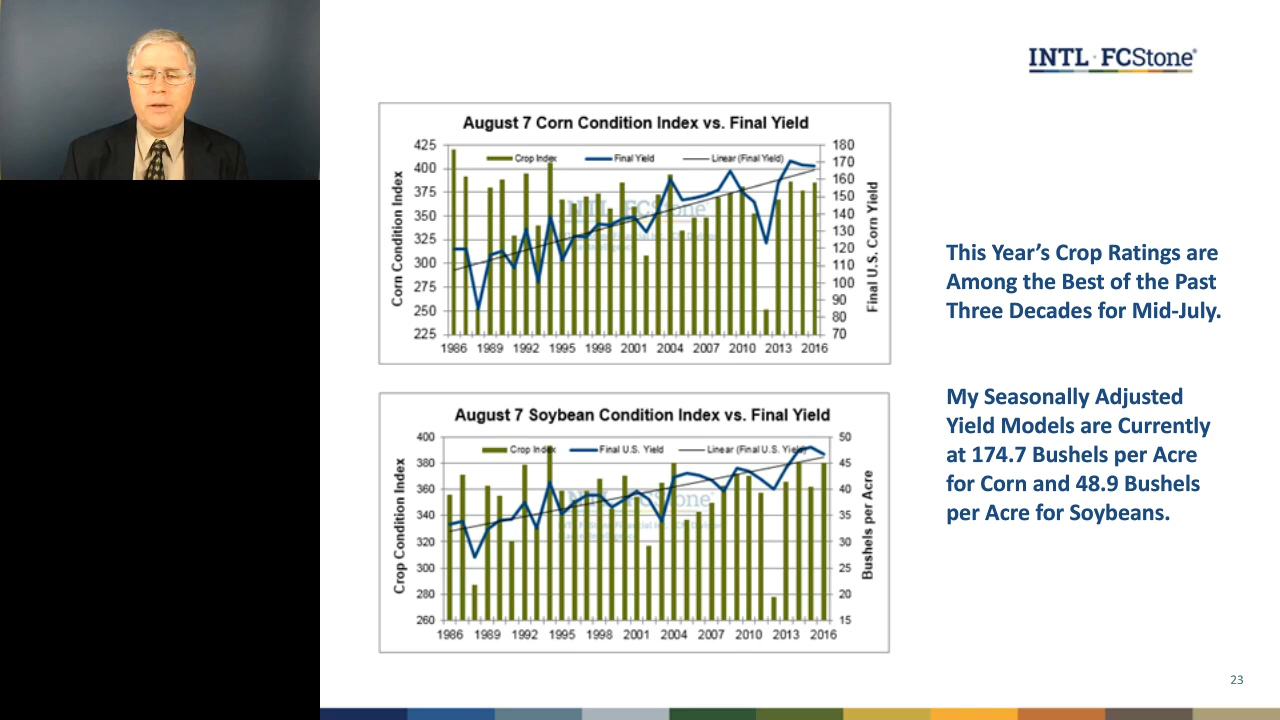 INTL FCStone®
August 7 Corn Condition Index vs. Final Yield
Crop Index Final Yield Linear (Final Yield)
Corn Condition Index
425
400
375
350
325
300
275
250
225
180
170
160
150
140
130
120
110
100
90
80
70
Final U.S. Corn Yield
1986 1989 1992 1995 1998 2001 2004 2007 2010 2013 2016
This Year's Crop Ratings are
Among the Best of the Past
Three Decades for Mid-July.
August 7 Soybean Condition Index vs. Final Yield
Crop Index Final U.S. Yield Linear (Final U.S. Yield)
Crop Condition Index
400
380
360
340
320
300
280
260
50
45
40
35
30
25
20
15
Bushels per Acre
1986 1989 1992 1995 1998 2001 2004 2007 2010 2013 2016
My Seasonally Adjusted
Yield Models are Currently
at 174.7 Bushels per Acre
for Corn and 48.9 Bushels
per Acre for Soybeans.
23